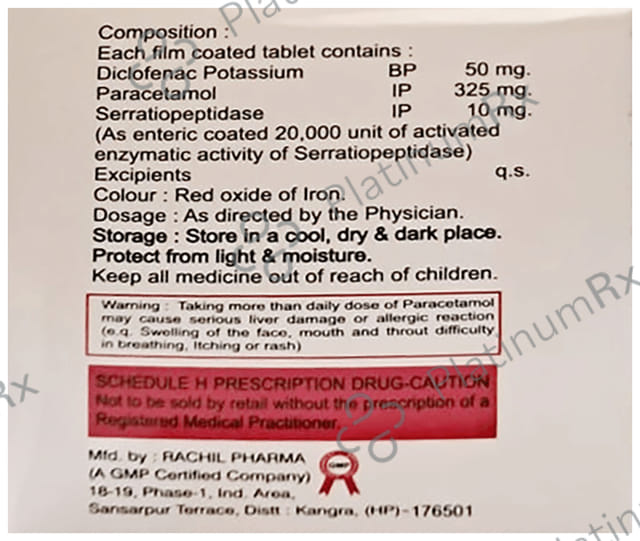 Composition :
Each film coated tablet contains :
Diclofenac Potassium BP 50 mg.
Paracetamol IP 325 mg.
Serratiopeptidase IP 10 mg.
(As enteric coated 20,000 unit of activated
enzymatic activity of Serratiopeptidase)
Excipients q.s.
Colour : Red oxide of Iron.
Dosage : As directed by the Physician.
Storage : Store in a cool, dry & dark place.
Protect from light & moisture.
Keep all medicine out of reach of children.
Warning : Taking more than daily dose of Paracetamol
may cause serious liver damage or allergic reaction
(e.q. Swelling of the face, mouth and throut difficulty
in breathing, Itching or rash)
SCHEDULE H PRESCRIPTION DRUG-CAUTION
Not to be sold by retail without the prescription of a
Registered Medical Practitioner.
Mfd. by : RACHIL PHARMA
(A GMP Certified Company)
GMP
18-19, Phase-1, Ind. Area,
Sansarpur Terrace, Distt : Kangra, (HP)-176501
PlatinumRx
PlatinumRx
PlatinumRx
Rx